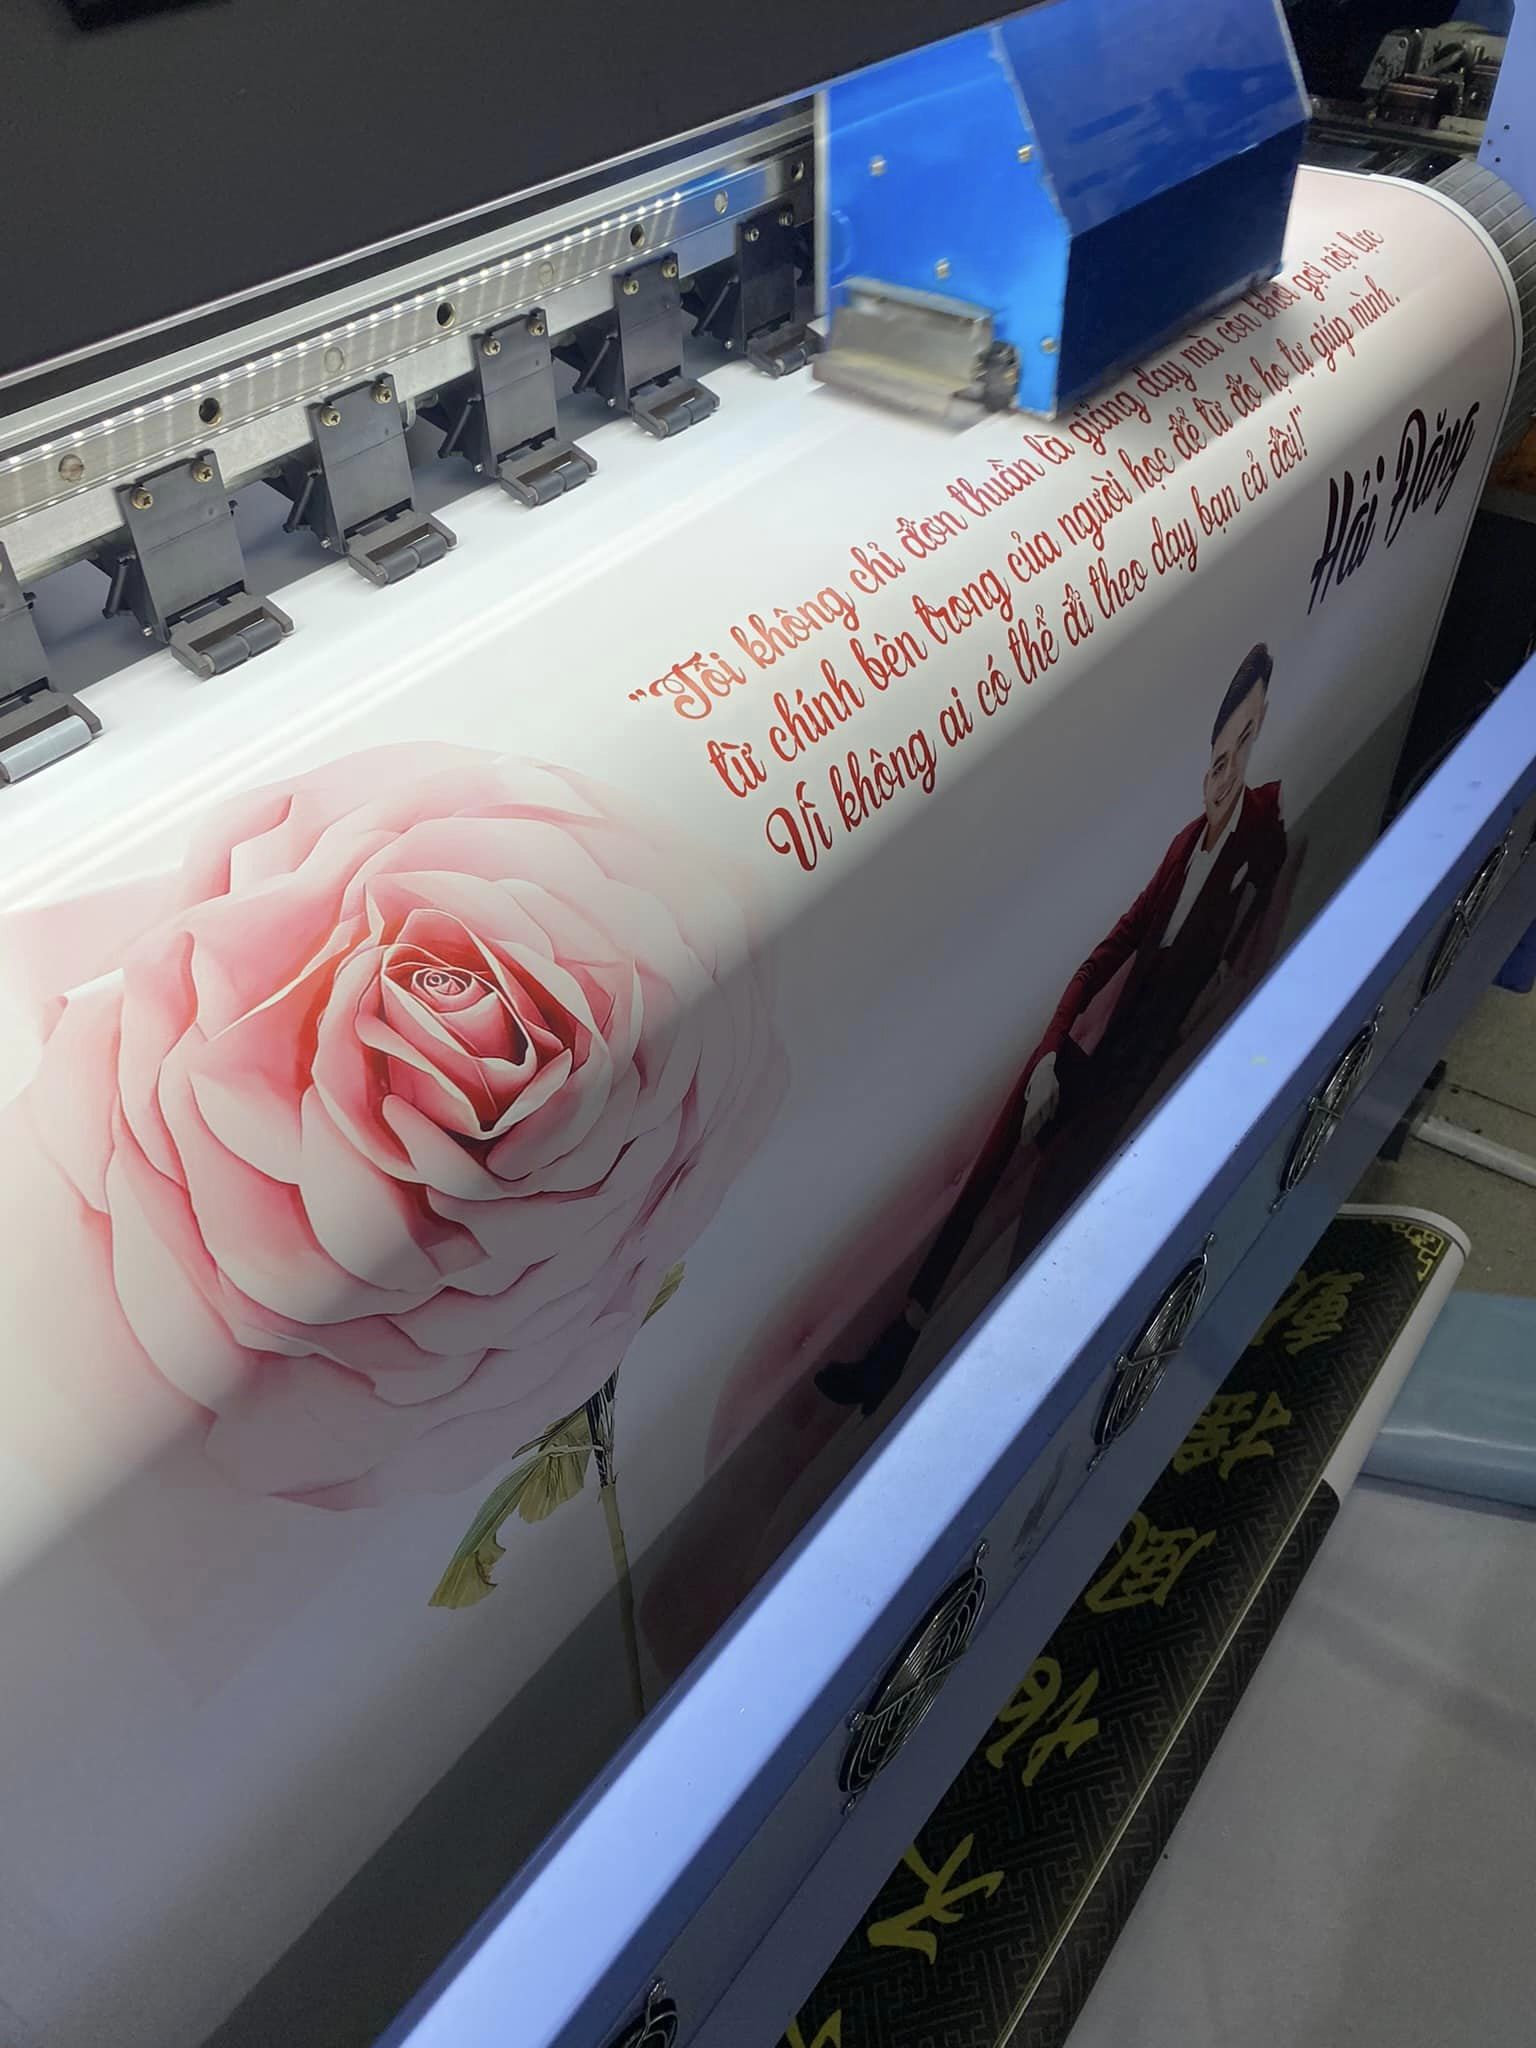 "Tôi không chỉ đơn thuần là giảng dạy mà còn khơi gợi nội lực
từ chính bên trong của người học để từ đó họ tự giúp mình.
Vì không ai có thể đi theo dạy bạn cả đời!"
Hải Đăng